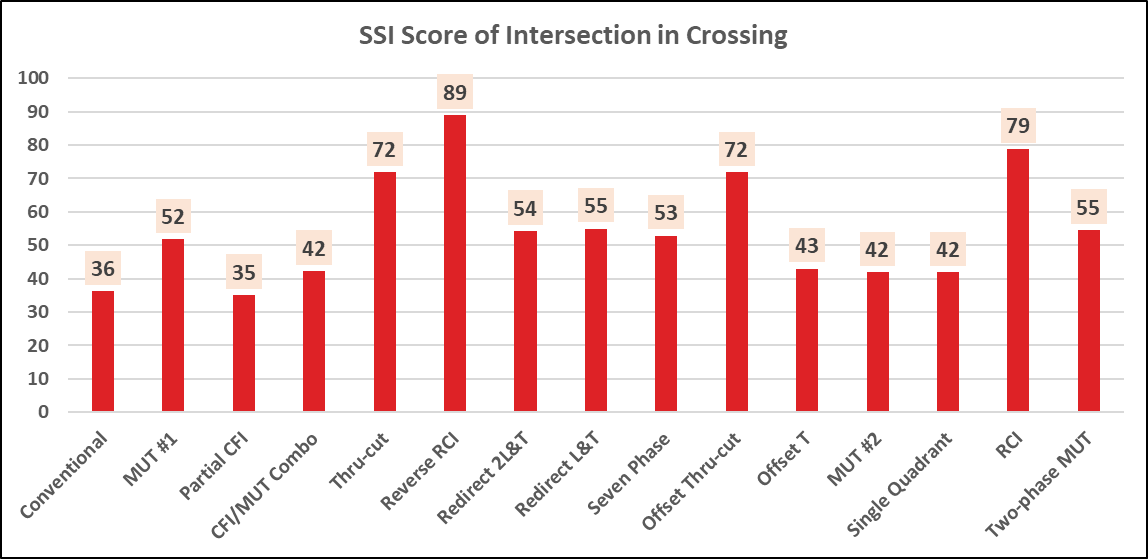 SSI Score of Intersection in Crossing
100
90
80
70
60
50
40
30
20
10
0
36
52
35
42
72
89
54
55
53
72
43
42
42
79
55
Conventional
MUT #1
Partial CFI
CFI/MUT Combo
Thru-cut
Reverse RCI
Redirect 2L&T
Redirect L&T
Seven Phase
Offset Thru-cut
Offset T
MUT #2
Single Quadrant
RCI
Two-phase MUT